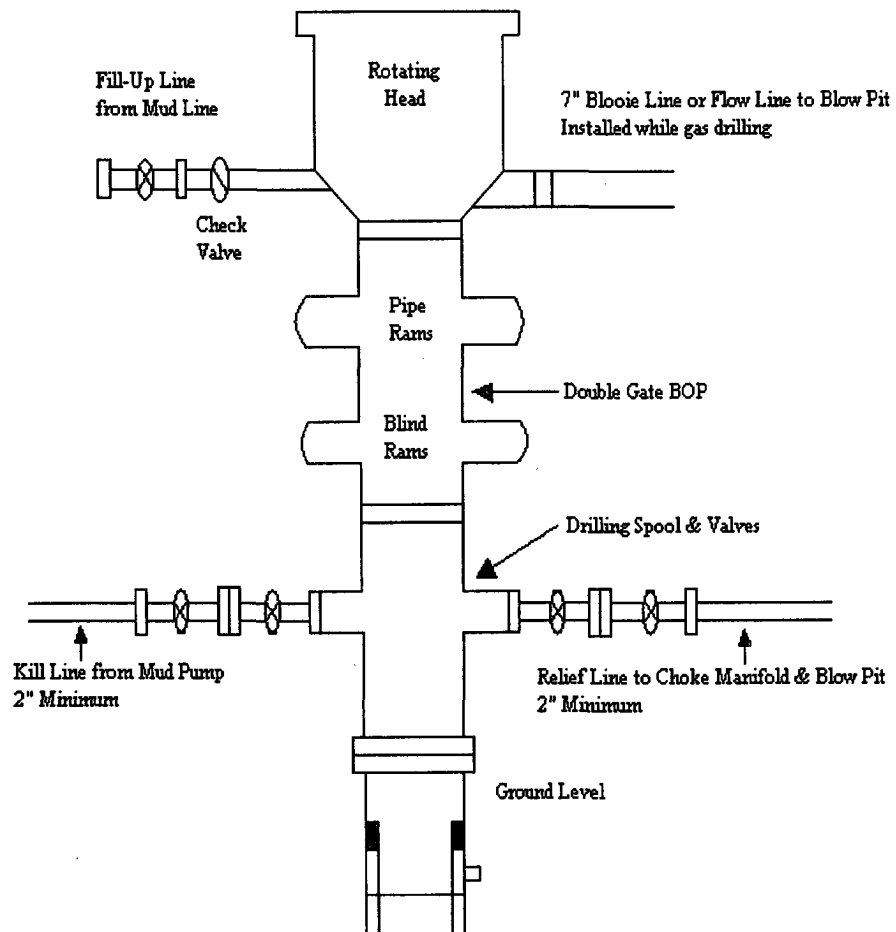 Rotating
Head
Fill-Up Line
from Mud Line
7" Blooie Line or Flow Line to Blow Pit
Installed while gas drilling
Check
Valve
Pipe
Rams
Double Gate BOP
Blind
Rams
Drilling Spool & Valves
Kill Line from Mud Pump
2" Minimum
Relief Line to Choke Manifold & Blow Pit
2" Minimum
Ground Level